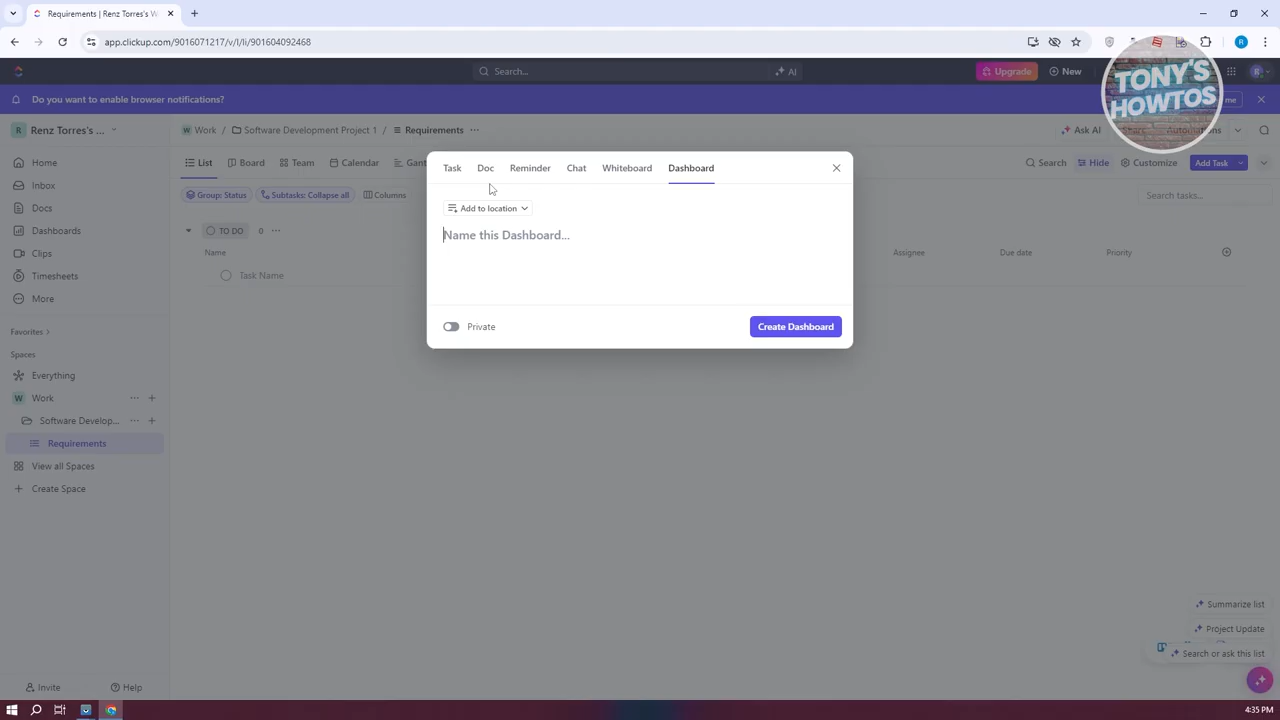 Requirements | Renz Torres's W
app.clickup.com/9016071217/v/l/li/901604092468
R
Search...
AI
Upgrade
New
R
Do you want to enable browser notifications?
me
TONY'S
HOWTOS
R Renz Torres's ...
W Work / Software Development Project 1 / Requirements ...
Ask AI
Share
Automations
List
Board
Team
Calendar
Gant
Search
Hide
Customize
Add Task
Group: Status
Subtasks: Collapse all
Columns
Search tasks...
Home
Inbox
Docs
Dashboards
Clips
Timesheets
More
Favorites
Spaces
Everything
W Work
Software Develop...
Requirements
View all Spaces
Create Space
Invite
Help
TO DO 0 ...
Name
Assignee
Due date
Priority
Task Name
Task
Doc
Reminder
Chat
Whiteboard
Dashboard
Add to location
Name this Dashboard...
Private
Create Dashboard
Summarize list
Project Update
Search or ask this list
4:35 PM